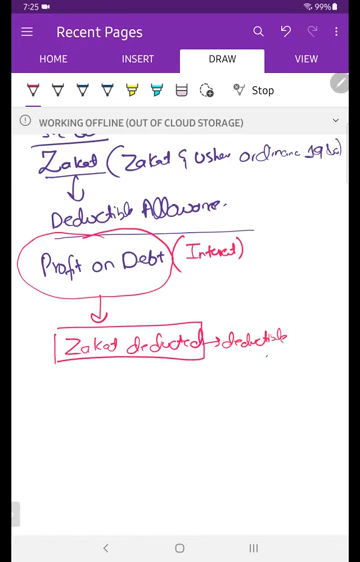 7:25
99%
Recent Pages
HOME INSERT DRAW VIEW
Stop
WORKING OFFLINE (OUT OF CLOUD STORAGE)
Zakat (Zakat & Usher ordinance 1980
Deductible Allowance.
Profit on Debt (Interest)
Zakat deducted → deductible